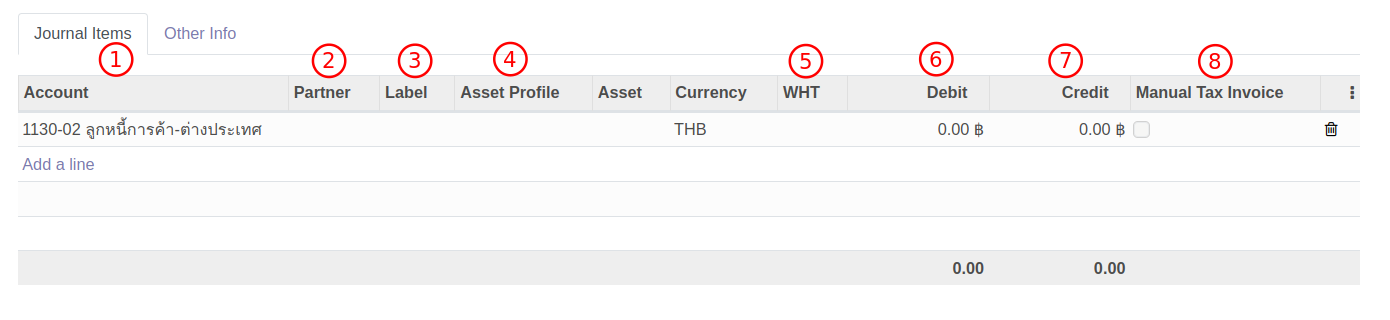 Journal Items Other Info
1 2 3 4 5 6 7 8
Account Partner Label Asset Profile Asset Currency WHT Debit Credit Manual Tax Invoice
1130-02 ลูกหนี้การค้า-ต่างประเทศ THB 0.00 ฿ 0.00 ฿
Add a line
0.00 0.00